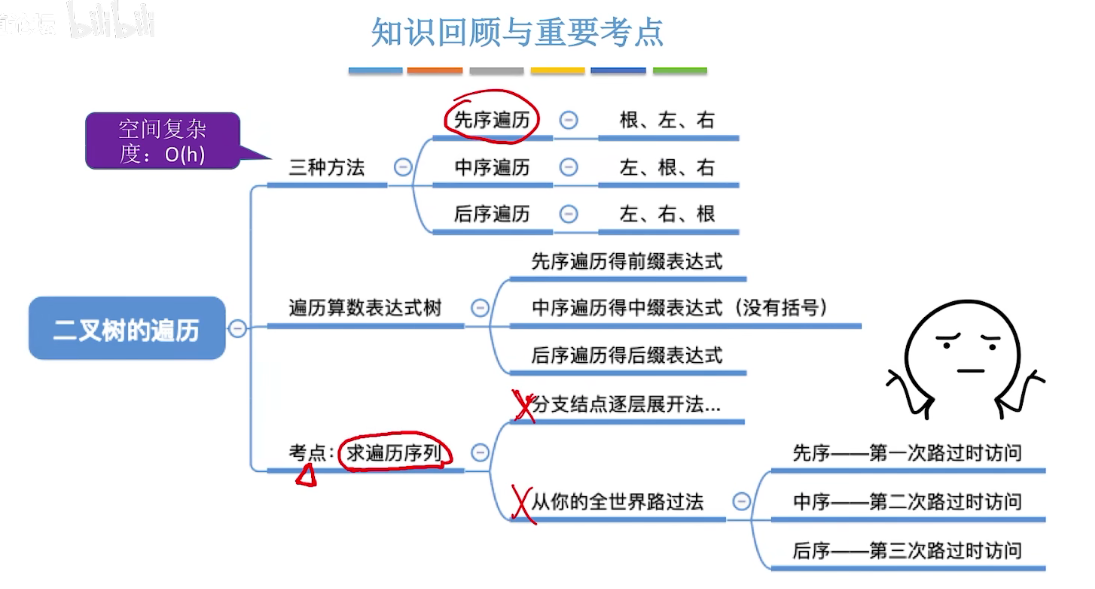 bilibili
知识回顾与重要考点
空间复杂
度：O(h)
三种方法
先序遍历
根、左、右
中序遍历
左、根、右
后序遍历
左、右、根
二叉树的遍历
遍历算数表达式树
先序遍历得前缀表达式
中序遍历得中缀表达式（没有括号）
后序遍历得后缀表达式
考点：求遍历序列
分支结点逐层展开法...
从你的全世界路过法
先序——第一次路过时访问
中序——第二次路过时访问
后序——第三次路过时访问